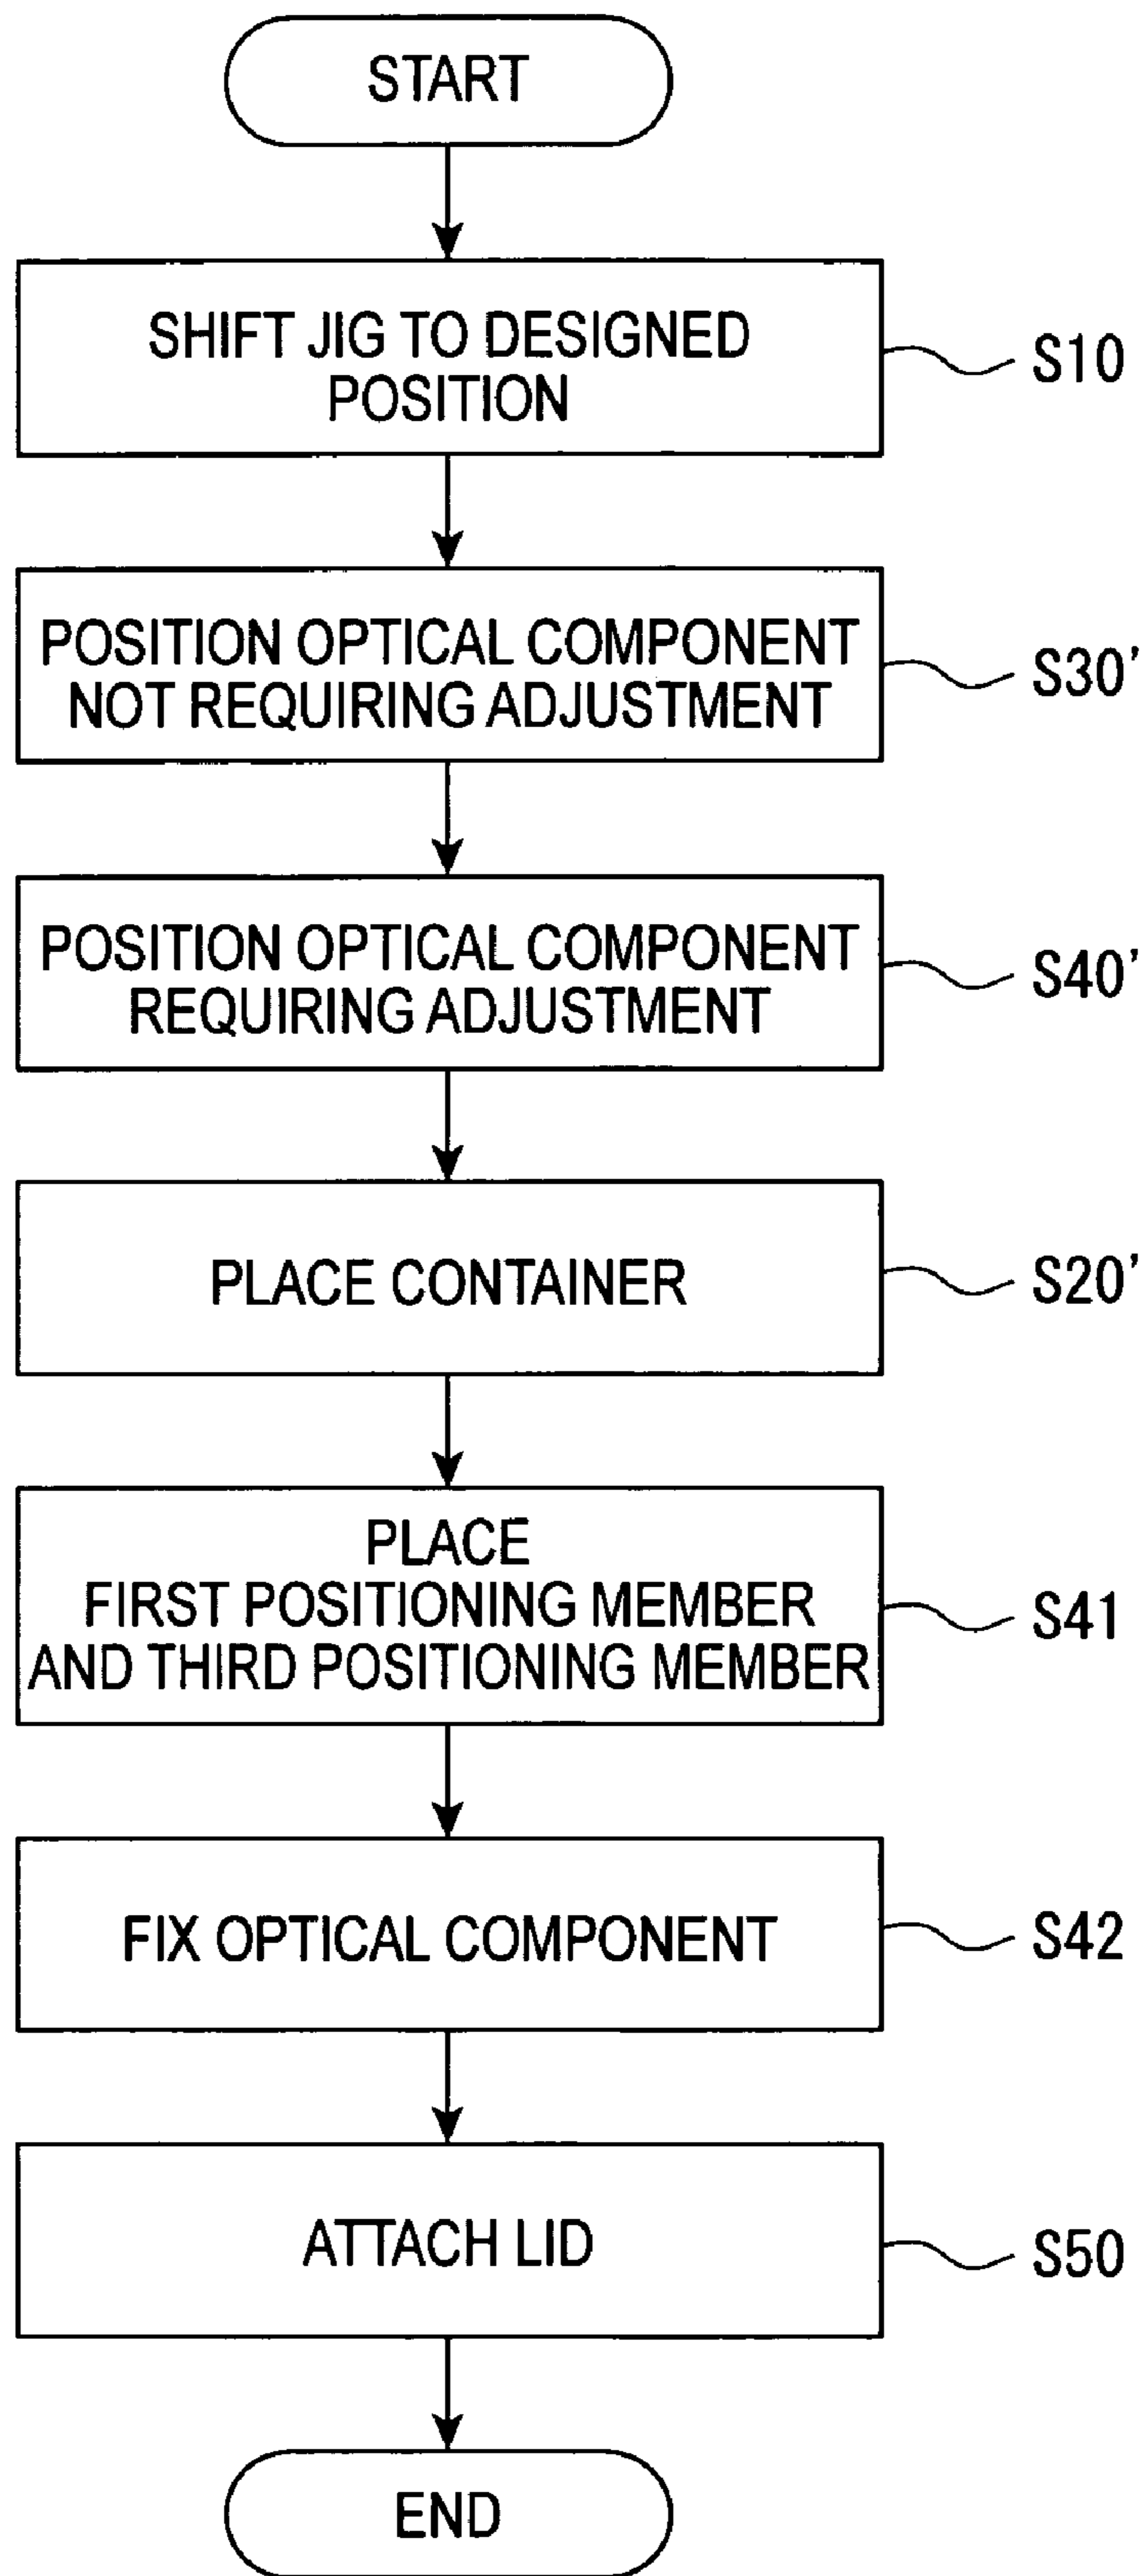 START
SHIFT JIG TO DESIGNED
POSITION
S10
POSITION OPTICAL COMPONENT
NOT REQUIRING ADJUSTMENT
S30'
POSITION OPTICAL COMPONENT
REQUIRING ADJUSTMENT
S40'
PLACE CONTAINER
S20'
PLACE
FIRST POSITIONING MEMBER
AND THIRD POSITIONING MEMBER
S41
FIX OPTICAL COMPONENT
S42
ATTACH LID
S50
END